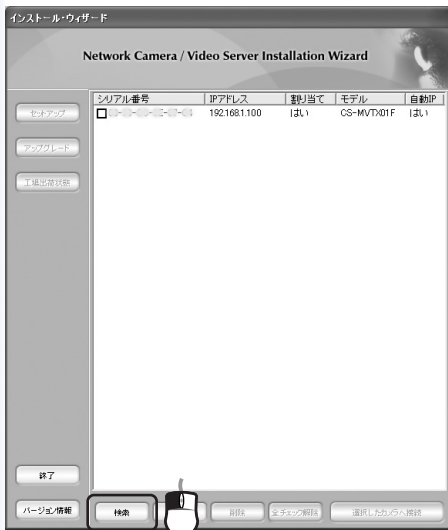 インストール・ウィザード
Network Camera / Video Server Installation Wizard
シリアル番号 IPアドレス 割り当て モデル 自動IP
192.168.1.100 はい CS-MVTX01F はい
セットアップ
アップグレード
工場出荷状態
終了
バージョン情報 検索 削除 全チェック解除 選択したカメラへ接続